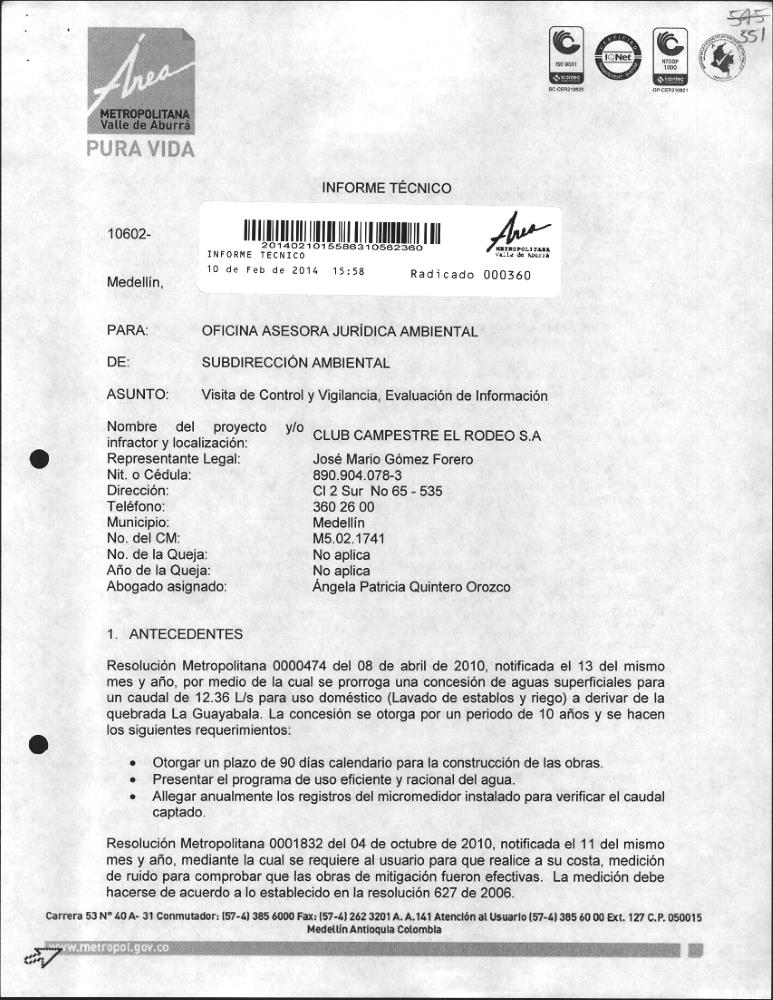 545
351
Área
METROPOLITANA
Valle de Aburrá
PURA VIDA
ISO 9001
icontec
SC-CER219920
CERTIFIED
IQNet
NTCGP
1000
icontec
GP-CER219921
INFORME TÉCNICO
10602-
20140210155863105623​60
INFORME TECNICO
10 de Feb de 2014 15:58
Radicado 000360
Área
METROPOLITANA
Valle de Aburrá
Medellín,
PARA: OFICINA ASESORA JURÍDICA AMBIENTAL
DE: SUBDIRECCIÓN AMBIENTAL
ASUNTO: Visita de Control y Vigilancia, Evaluación de Información
Nombre del proyecto y/o
infractor y localización: CLUB CAMPESTRE EL RODEO S.A
Representante Legal: José Mario Gómez Forero
Nit. o Cédula: 890.904.078-3
Dirección: Cl 2 Sur No 65 - 535
Teléfono: 360 26 00
Municipio: Medellín
No. del CM: M5.02.1741
No. de la Queja: No aplica
Año de la Queja: No aplica
Abogado asignado: Ángela Patricia Quintero Orozco
1. ANTECEDENTES
Resolución Metropolitana 0000474 del 08 de abril de 2010, notificada el 13 del mismo
mes y año, por medio de la cual se prorroga una concesión de aguas superficiales para
un caudal de 12.36 L/s para uso doméstico (Lavado de establos y riego) a derivar de la
quebrada La Guayabala. La concesión se otorga por un periodo de 10 años y se hacen
los siguientes requerimientos:
• Otorgar un plazo de 90 días calendario para la construcción de las obras.
• Presentar el programa de uso eficiente y racional del agua.
• Allegar anualmente los registros del micromedidor instalado para verificar el caudal
captado.
Resolución Metropolitana 0001832 del 04 de octubre de 2010, notificada el 11 del mismo
mes y año, mediante la cual se requiere al usuario para que realice a su costa, medición
de ruido para comprobar que las obras de mitigación fueron efectivas. La medición debe
hacerse de acuerdo a lo establecido en la resolución 627 de 2006.
Carrera 53 N° 40 A- 31 Conmutador: (57-4) 385 6000 Fax: (57-4) 262 3201 A. A.141 Atención al Usuario (57-4) 385 60 00 Ext. 127 C.P. 050015
Medellín Antioquia Colombia
www.metropol.gov.co